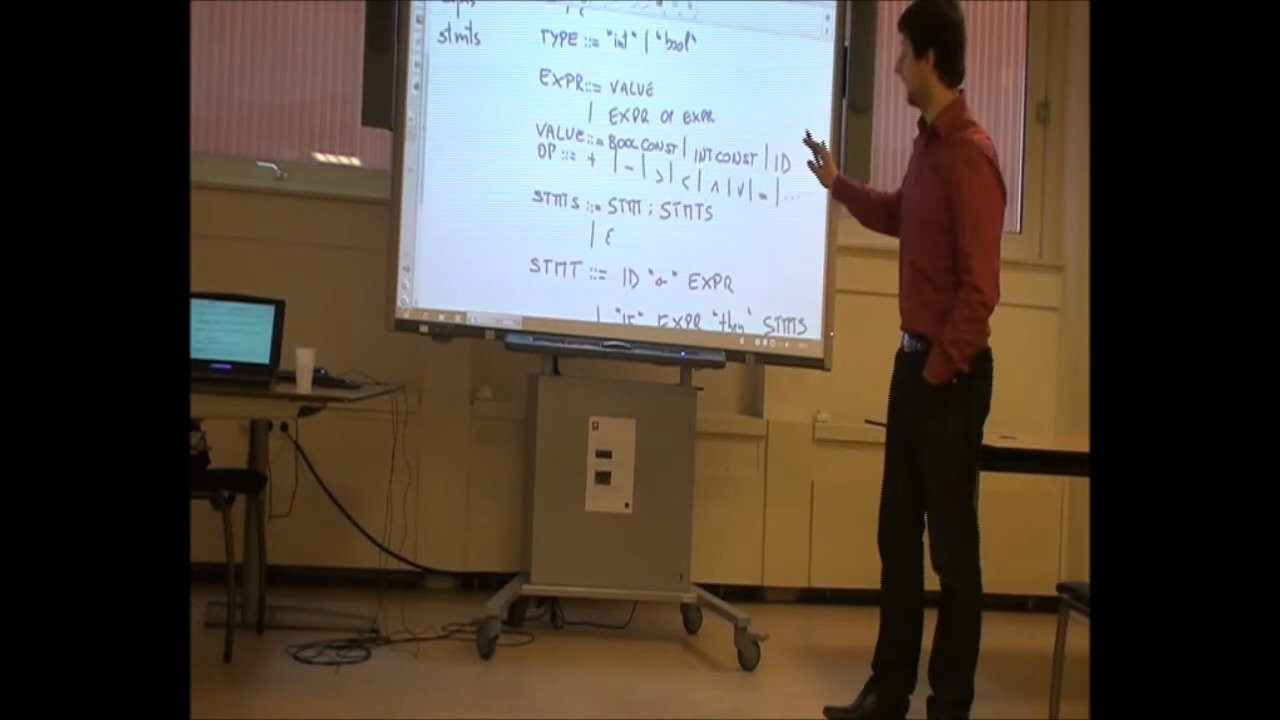 stmts
TYPE ::= "int" | "bool"
EXPR ::= VALUE
| EXPR OP EXPR
VALUE ::= BOOLCONST | INTCONST | ID
OP ::= + | - | > | < | ∧ | ∨ | = | ...
STMTS ::= STMT ; STMTS
| ε
STMT ::= ID EXPR
| "IF" EXPR "then" STMTS